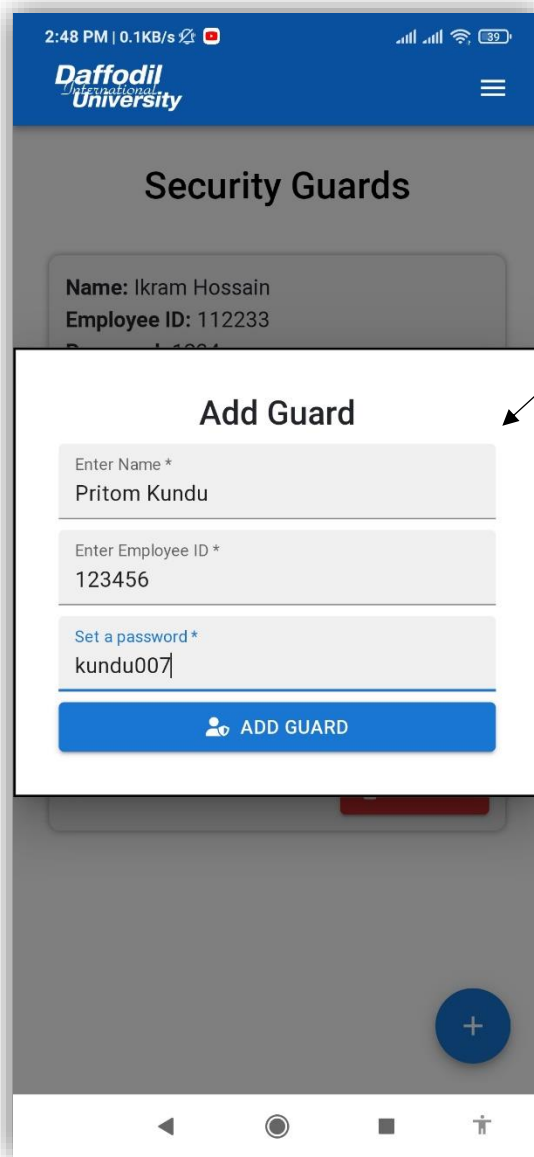 2:48 PM | 0.1KB/s
39
Daffodil
International
University
Security Guards
Name: Ikram Hossain
Employee ID: 112233
Add Guard
Enter Name *
Pritom Kundu
Enter Employee ID *
123456
Set a password *
kundu007
ADD GUARD